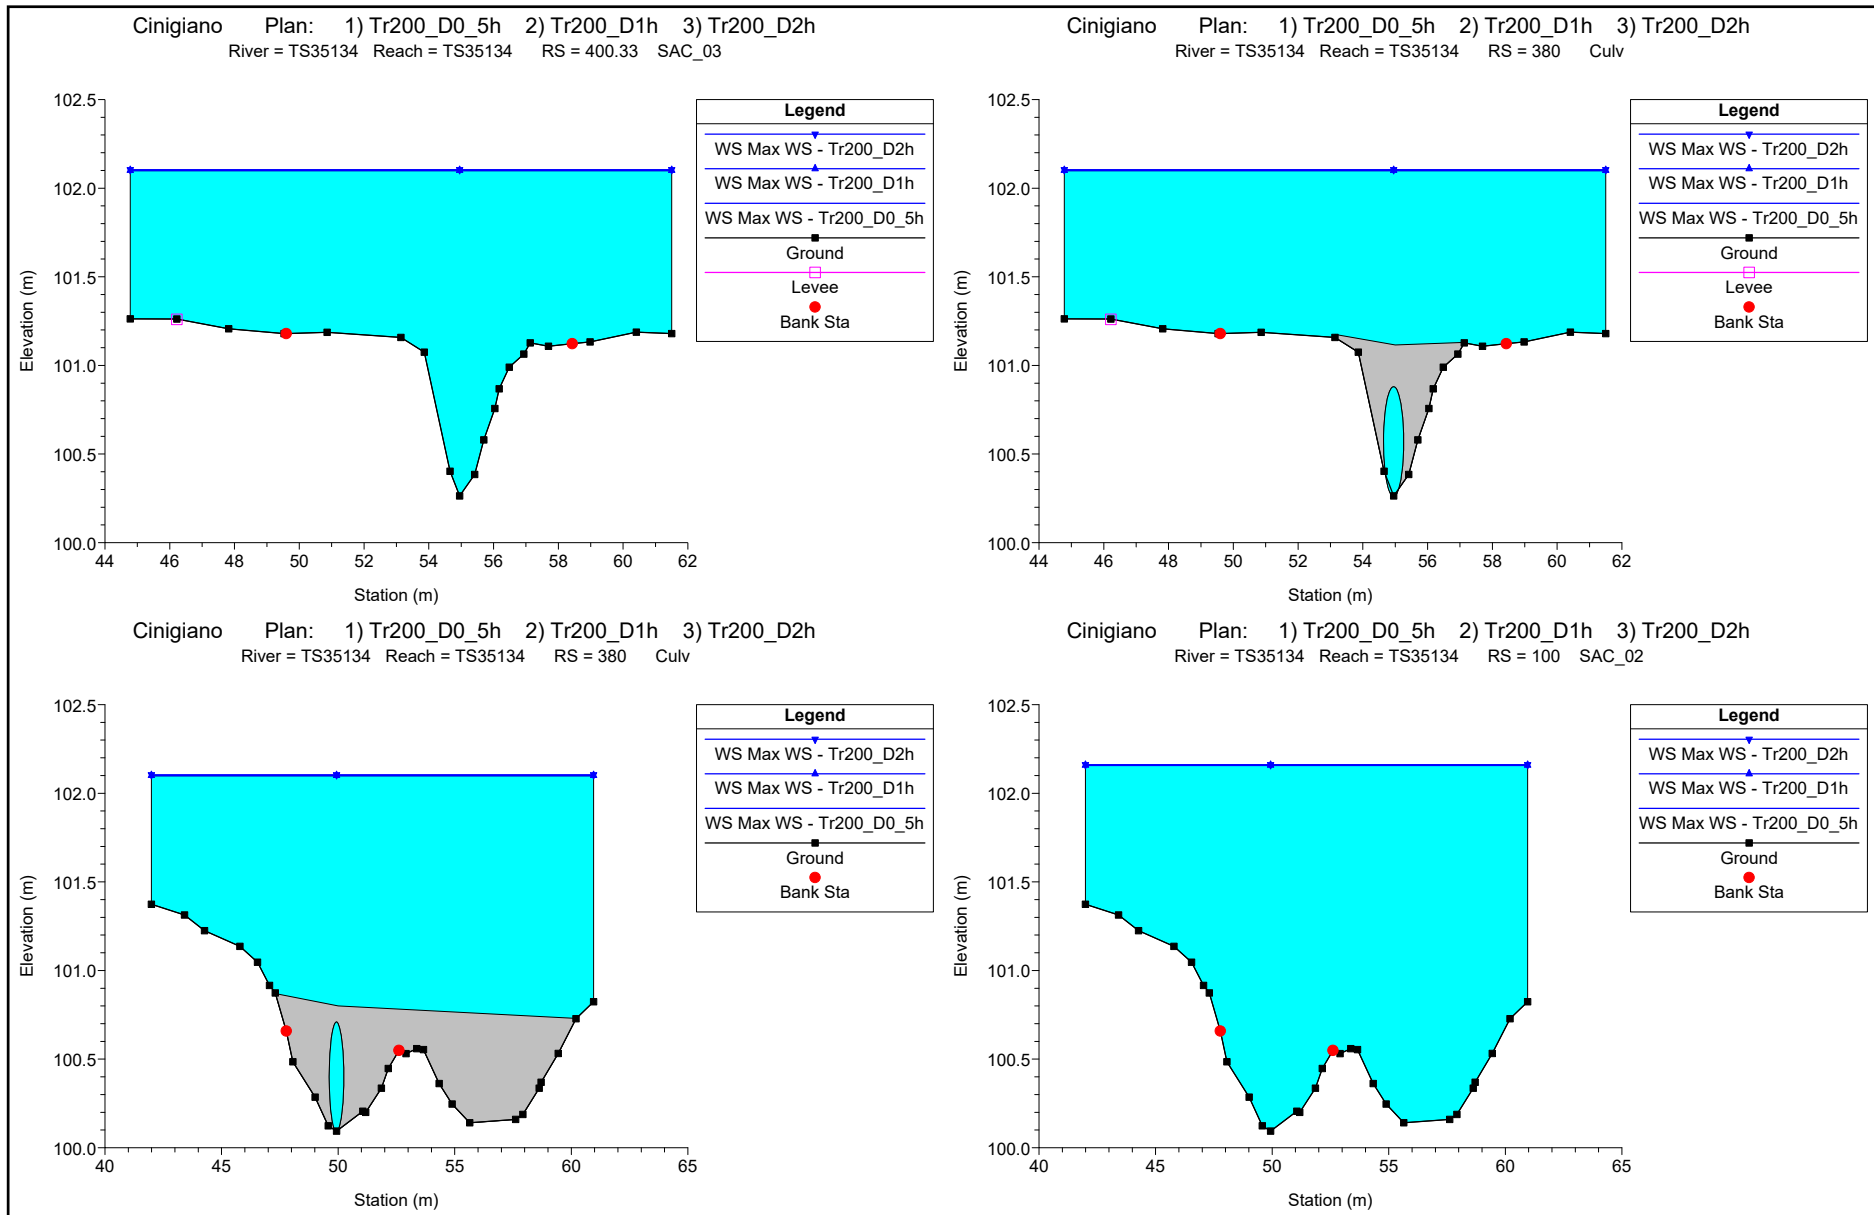 Cinigiano Plan: 1) Tr200_D0_5h 2) Tr200_D1h 3) Tr200_D2h
River = TS35134 Reach = TS35134 RS = 400.33 SAC_03
102.5
102.0
101.5
101.0
100.5
100.0
Elevation (m)
44 46 48 50 52 54 56 58 60 62
Station (m)
Legend
WS Max WS - Tr200_D2h
WS Max WS - Tr200_D1h
WS Max WS - Tr200_D0_5h
Ground
Levee
Bank Sta
Cinigiano Plan: 1) Tr200_D0_5h 2) Tr200_D1h 3) Tr200_D2h
River = TS35134 Reach = TS35134 RS = 380 Culv
102.5
102.0
101.5
101.0
100.5
100.0
Elevation (m)
44 46 48 50 52 54 56 58 60 62
Station (m)
Legend
WS Max WS - Tr200_D2h
WS Max WS - Tr200_D1h
WS Max WS - Tr200_D0_5h
Ground
Levee
Bank Sta
Cinigiano Plan: 1) Tr200_D0_5h 2) Tr200_D1h 3) Tr200_D2h
River = TS35134 Reach = TS35134 RS = 380 Culv
102.5
102.0
101.5
101.0
100.5
100.0
Elevation (m)
40 45 50 55 60 65
Station (m)
Legend
WS Max WS - Tr200_D2h
WS Max WS - Tr200_D1h
WS Max WS - Tr200_D0_5h
Ground
Bank Sta
Cinigiano Plan: 1) Tr200_D0_5h 2) Tr200_D1h 3) Tr200_D2h
River = TS35134 Reach = TS35134 RS = 100 SAC_02
102.5
102.0
101.5
101.0
100.5
100.0
Elevation (m)
40 45 50 55 60 65
Station (m)
Legend
WS Max WS - Tr200_D2h
WS Max WS - Tr200_D1h
WS Max WS - Tr200_D0_5h
Ground
Bank Sta